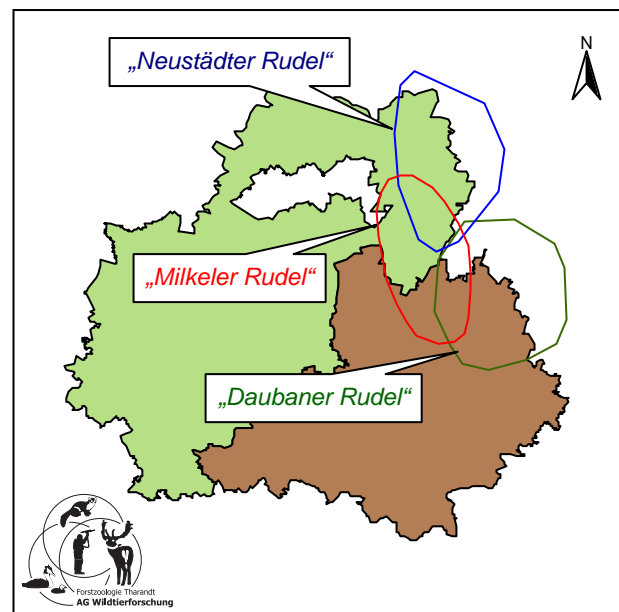 „Neustädter Rudel“
N
„Milkeler Rudel“
„Daubaner Rudel“
Forstzoologie Tharandt
AG Wildtierforschung